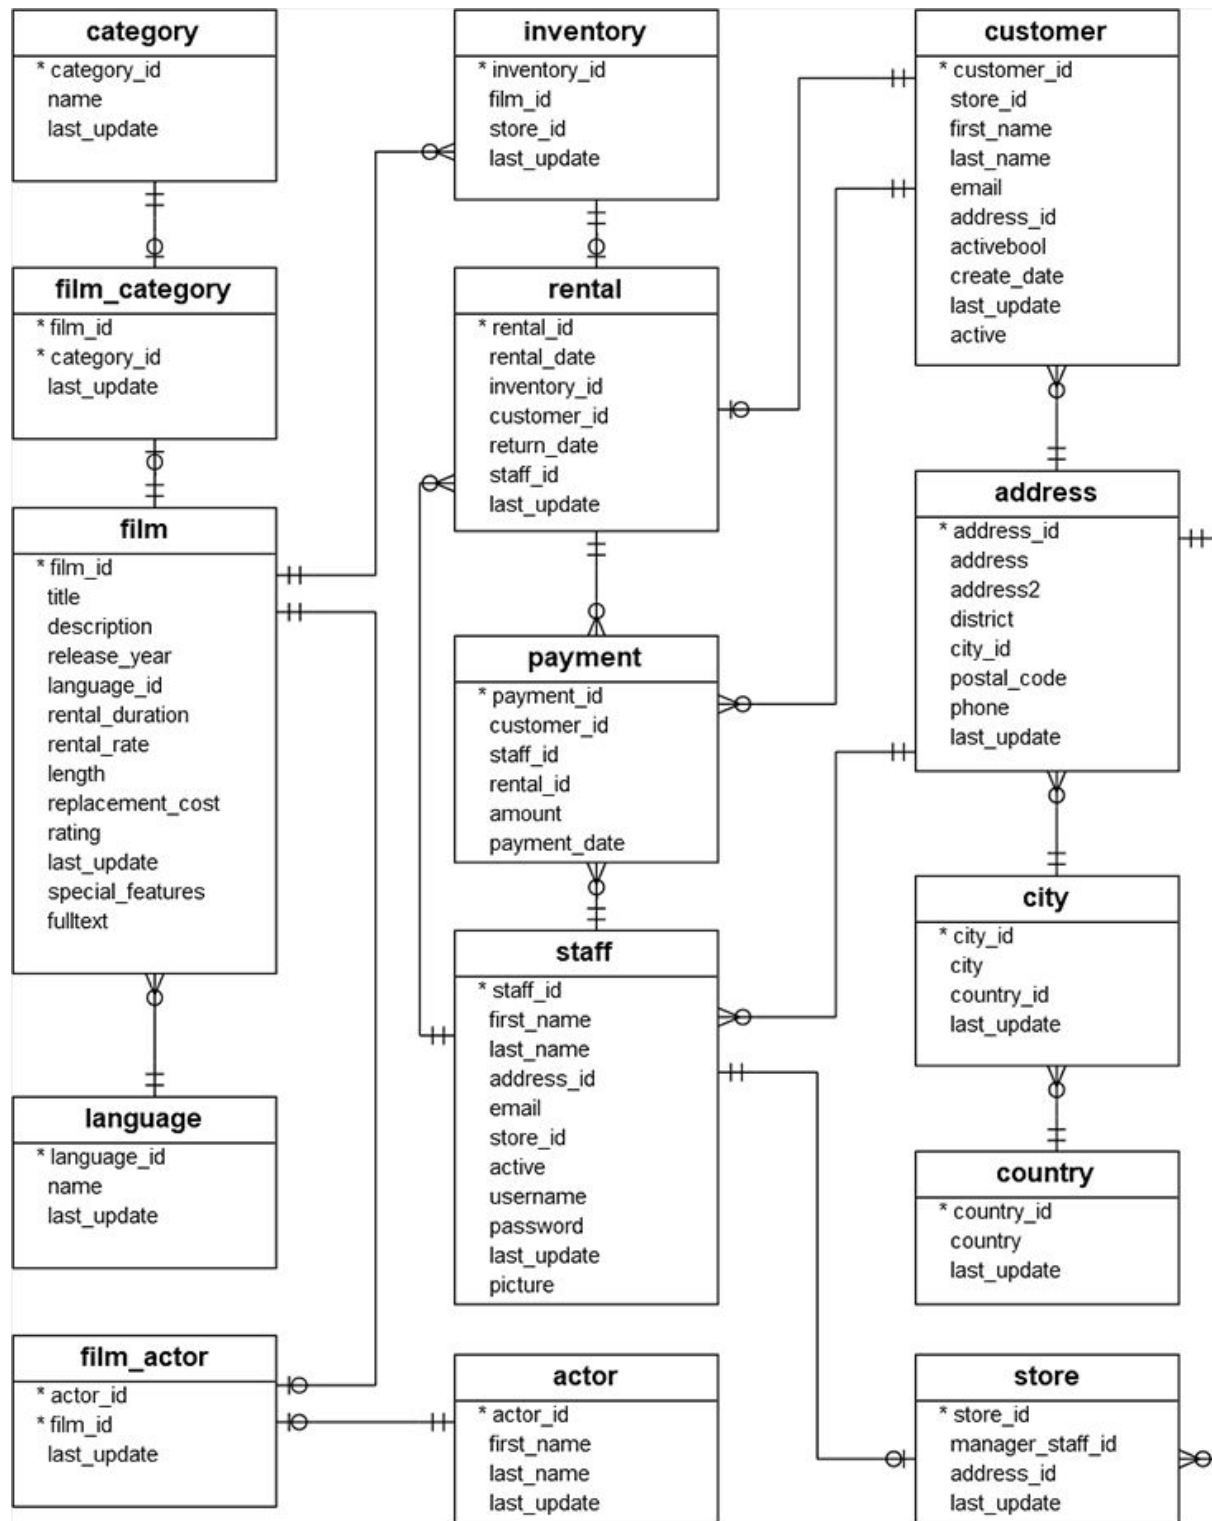 category
* category_id
name
last_update
film_category
* film_id
* category_id
last_update
film
* film_id
title
description
release_year
language_id
rental_duration
rental_rate
length
replacement_cost
rating
last_update
special_features
fulltext
language
* language_id
name
last_update
film_actor
* actor_id
* film_id
last_update
inventory
* inventory_id
film_id
store_id
last_update
rental
* rental_id
rental_date
inventory_id
customer_id
return_date
staff_id
last_update
payment
* payment_id
customer_id
staff_id
rental_id
amount
payment_date
staff
* staff_id
first_name
last_name
address_id
email
store_id
active
username
password
last_update
picture
actor
* actor_id
first_name
last_name
last_update
customer
* customer_id
store_id
first_name
last_name
email
address_id
activebool
create_date
last_update
active
address
* address_id
address
address2
district
city_id
postal_code
phone
last_update
city
* city_id
city
country_id
last_update
country
* country_id
country
last_update
store
* store_id
manager_staff_id
address_id
last_update